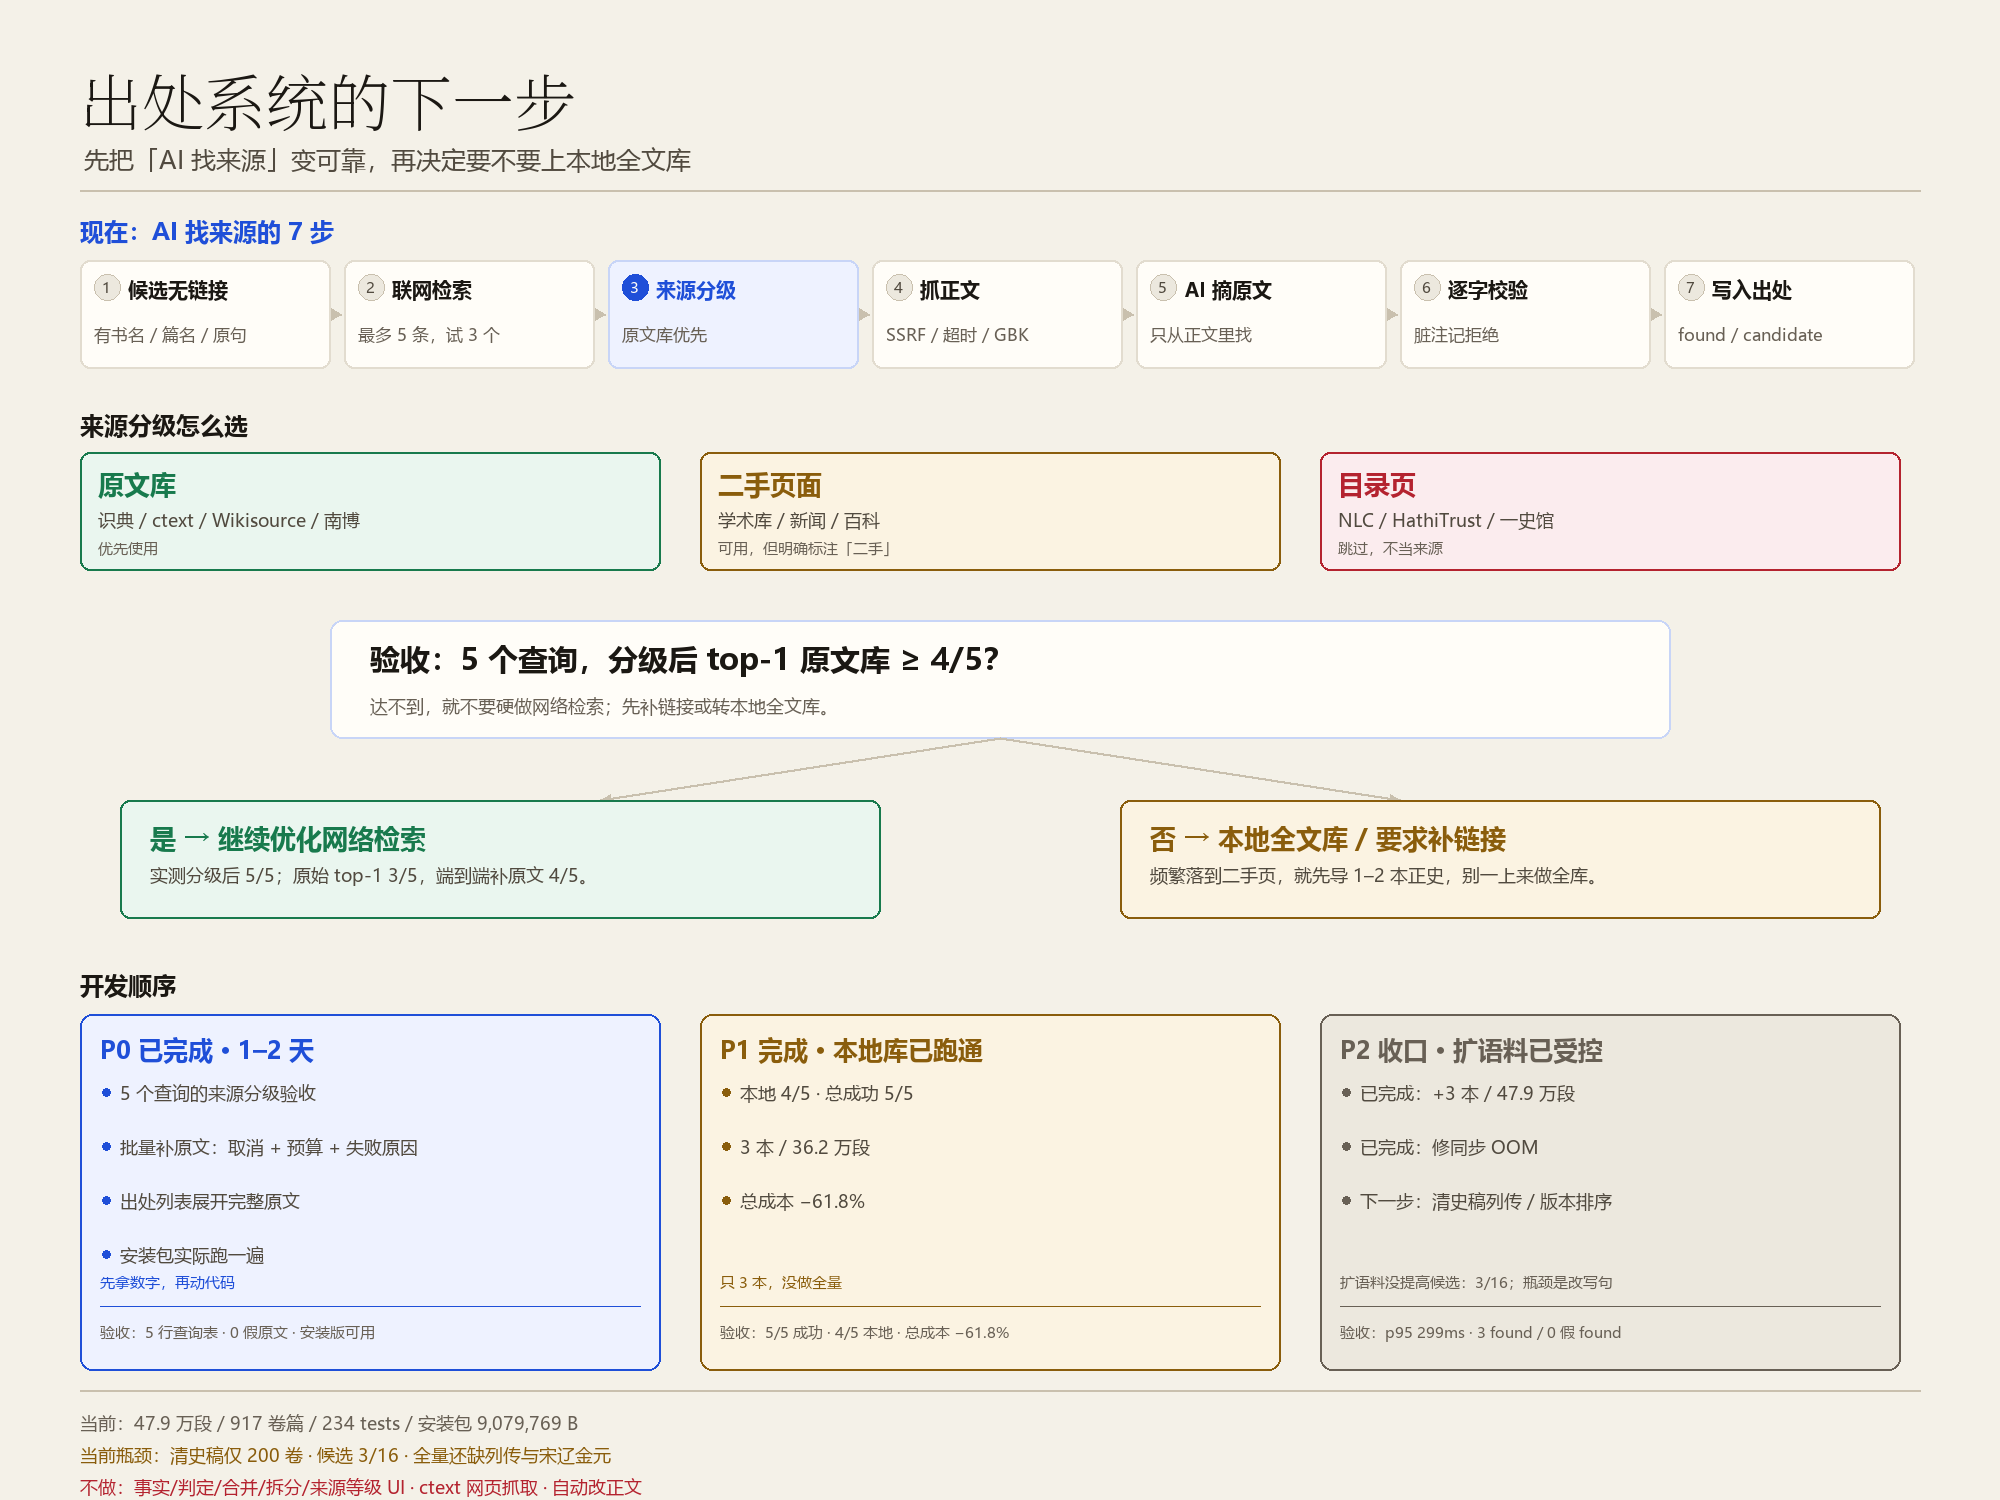 出处系统的下一步
先把「AI 找来源」变可靠，再决定要不要上本地全文库
现在：AI 找来源的 7 步
1 候选无链接
有书名 / 篇名 / 原句
2 联网检索
最多 5 条，试 3 个
3 来源分级
原文库优先
4 抓正文
SSRF / 超时 / GBK
5 AI 摘原文
只从正文里找
6 逐字校验
脏注记拒绝
7 写入出处
found / candidate
来源分级怎么选
原文库
识典 / ctext / Wikisource / 南博
优先使用
二手页面
学术库 / 新闻 / 百科
可用，但明确标注「二手」
目录页
NLC / HathiTrust / 一史馆
跳过，不当来源
验收：5 个查询，分级后 top-1 原文库 ≥ 4/5？
达不到，就不要硬做网络检索；先补链接或转本地全文库。
是 → 继续优化网络检索
实测分级后 5/5；原始 top-1 3/5，端到端补原文 4/5。
否 → 本地全文库 / 要求补链接
频繁落到二手页，就先导 1–2 本正史，别一上来做全库。
开发顺序
P0 已完成 • 1–2 天
• 5 个查询的来源分级验收
• 批量补原文：取消 + 预算 + 失败原因
• 出处列表展开完整原文
• 安装包实际跑一遍
先拿数字，再动代码
验收：5 行查询表 · 0 假原文 · 安装版可用
P1 完成 • 本地库已跑通
• 本地 4/5 · 总成功 5/5
• 3 本 / 36.2 万段
• 总成本 −61.8%
只 3 本，没做全量
验收：5/5 成功 · 4/5 本地 · 总成本 −61.8%
P2 收口 • 扩语料已受控
• 已完成：+3 本 / 47.9 万段
• 已完成：修同步 OOM
• 下一步：清史稿列传 / 版本排序
扩语料没提高候选：3/16；瓶颈是改写句
验收：p95 299ms · 3 found / 0 假 found
当前：47.9 万段 / 917 卷篇 / 234 tests / 安装包 9,079,769 B
当前瓶颈：清史稿仅 200 卷 · 候选 3/16 · 全量还缺列传与宋辽金元
不做：事实/判定/合并/拆分/来源等级 UI · ctext 网页抓取 · 自动改正文